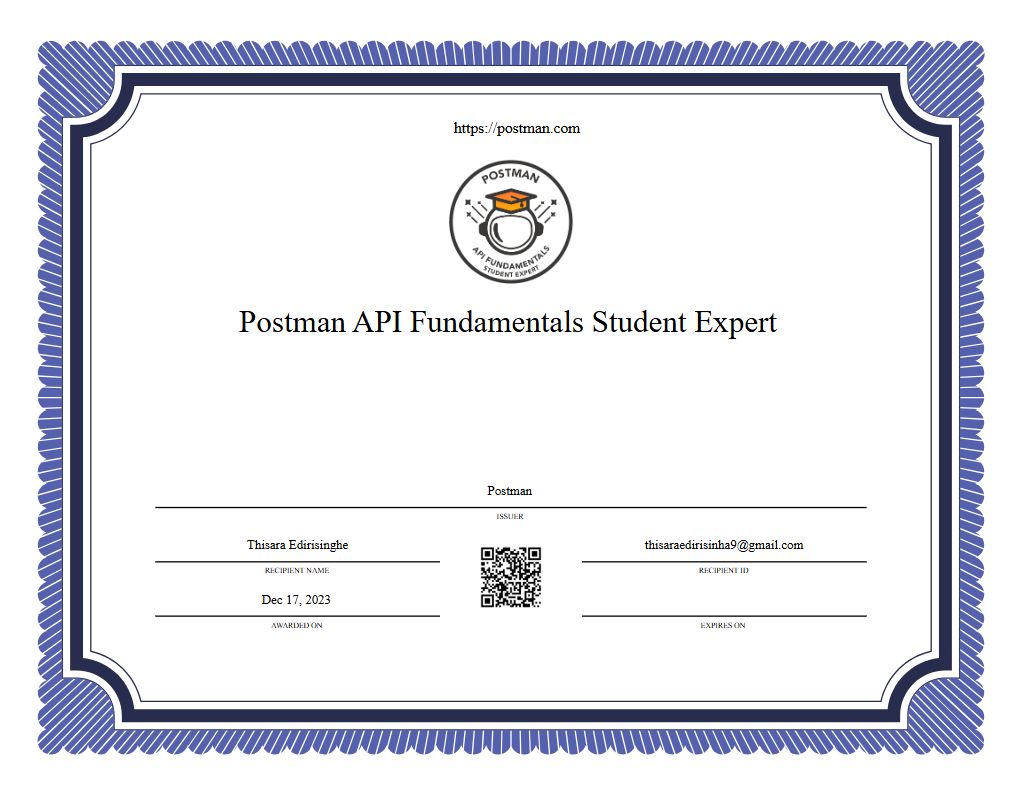 https://postman.com
POSTMAN
API FUNDAMENTALS
STUDENT EXPERT
Postman API Fundamentals Student Expert
Postman
ISSUER
Thisara Edirisinghe
RECIPIENT NAME
thisaraedirisinha9@gmail.com
RECIPIENT ID
Dec 17, 2023
AWARDED ON
EXPIRES ON